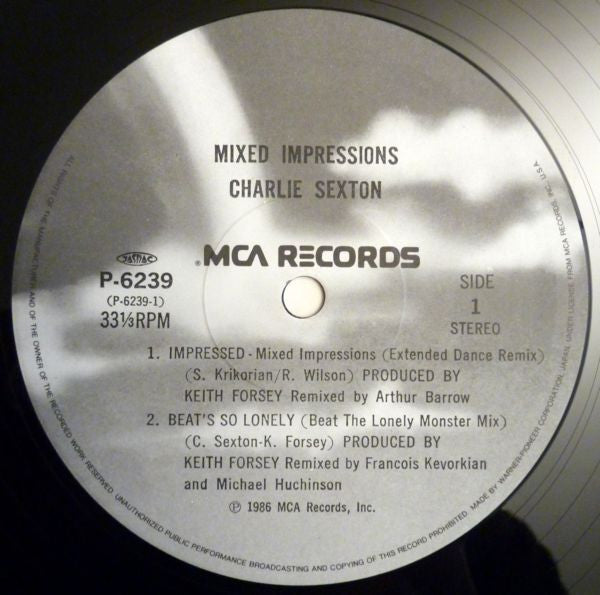 MIXED IMPRESSIONS
CHARLIE SEXTON
® MCA RECORDS
JASRAC
P-6239
(P-6239-1)
33⅓RPM
SIDE
1
STEREO
1. IMPRESSED - Mixed Impressions (Extended Dance Remix)
(S. Krikorian/R. Wilson) PRODUCED BY
KEITH FORSEY Remixed by Arthur Barrow
2. BEAT'S SO LONELY (Beat The Lonely Monster Mix)
(C. Sexton-K. Forsey) PRODUCED BY
KEITH FORSEY Remixed by Francois Kevorkian
and Michael Huchinson
℗ 1986 MCA Records, Inc.
ALL RIGHTS OF THE MANUFACTURER AND OF THE OWNER OF THE RECORDED WORK RESERVED. UNAUTHORIZED PUBLIC PERFORMANCE BROADCASTING AND COPYING OF THIS RECORD PROHIBITED. MADE BY WARNER-PIONEER CORPORATION, JAPAN, UNDER LICENSE FROM MCA RECORDS, INC. U.S.A.